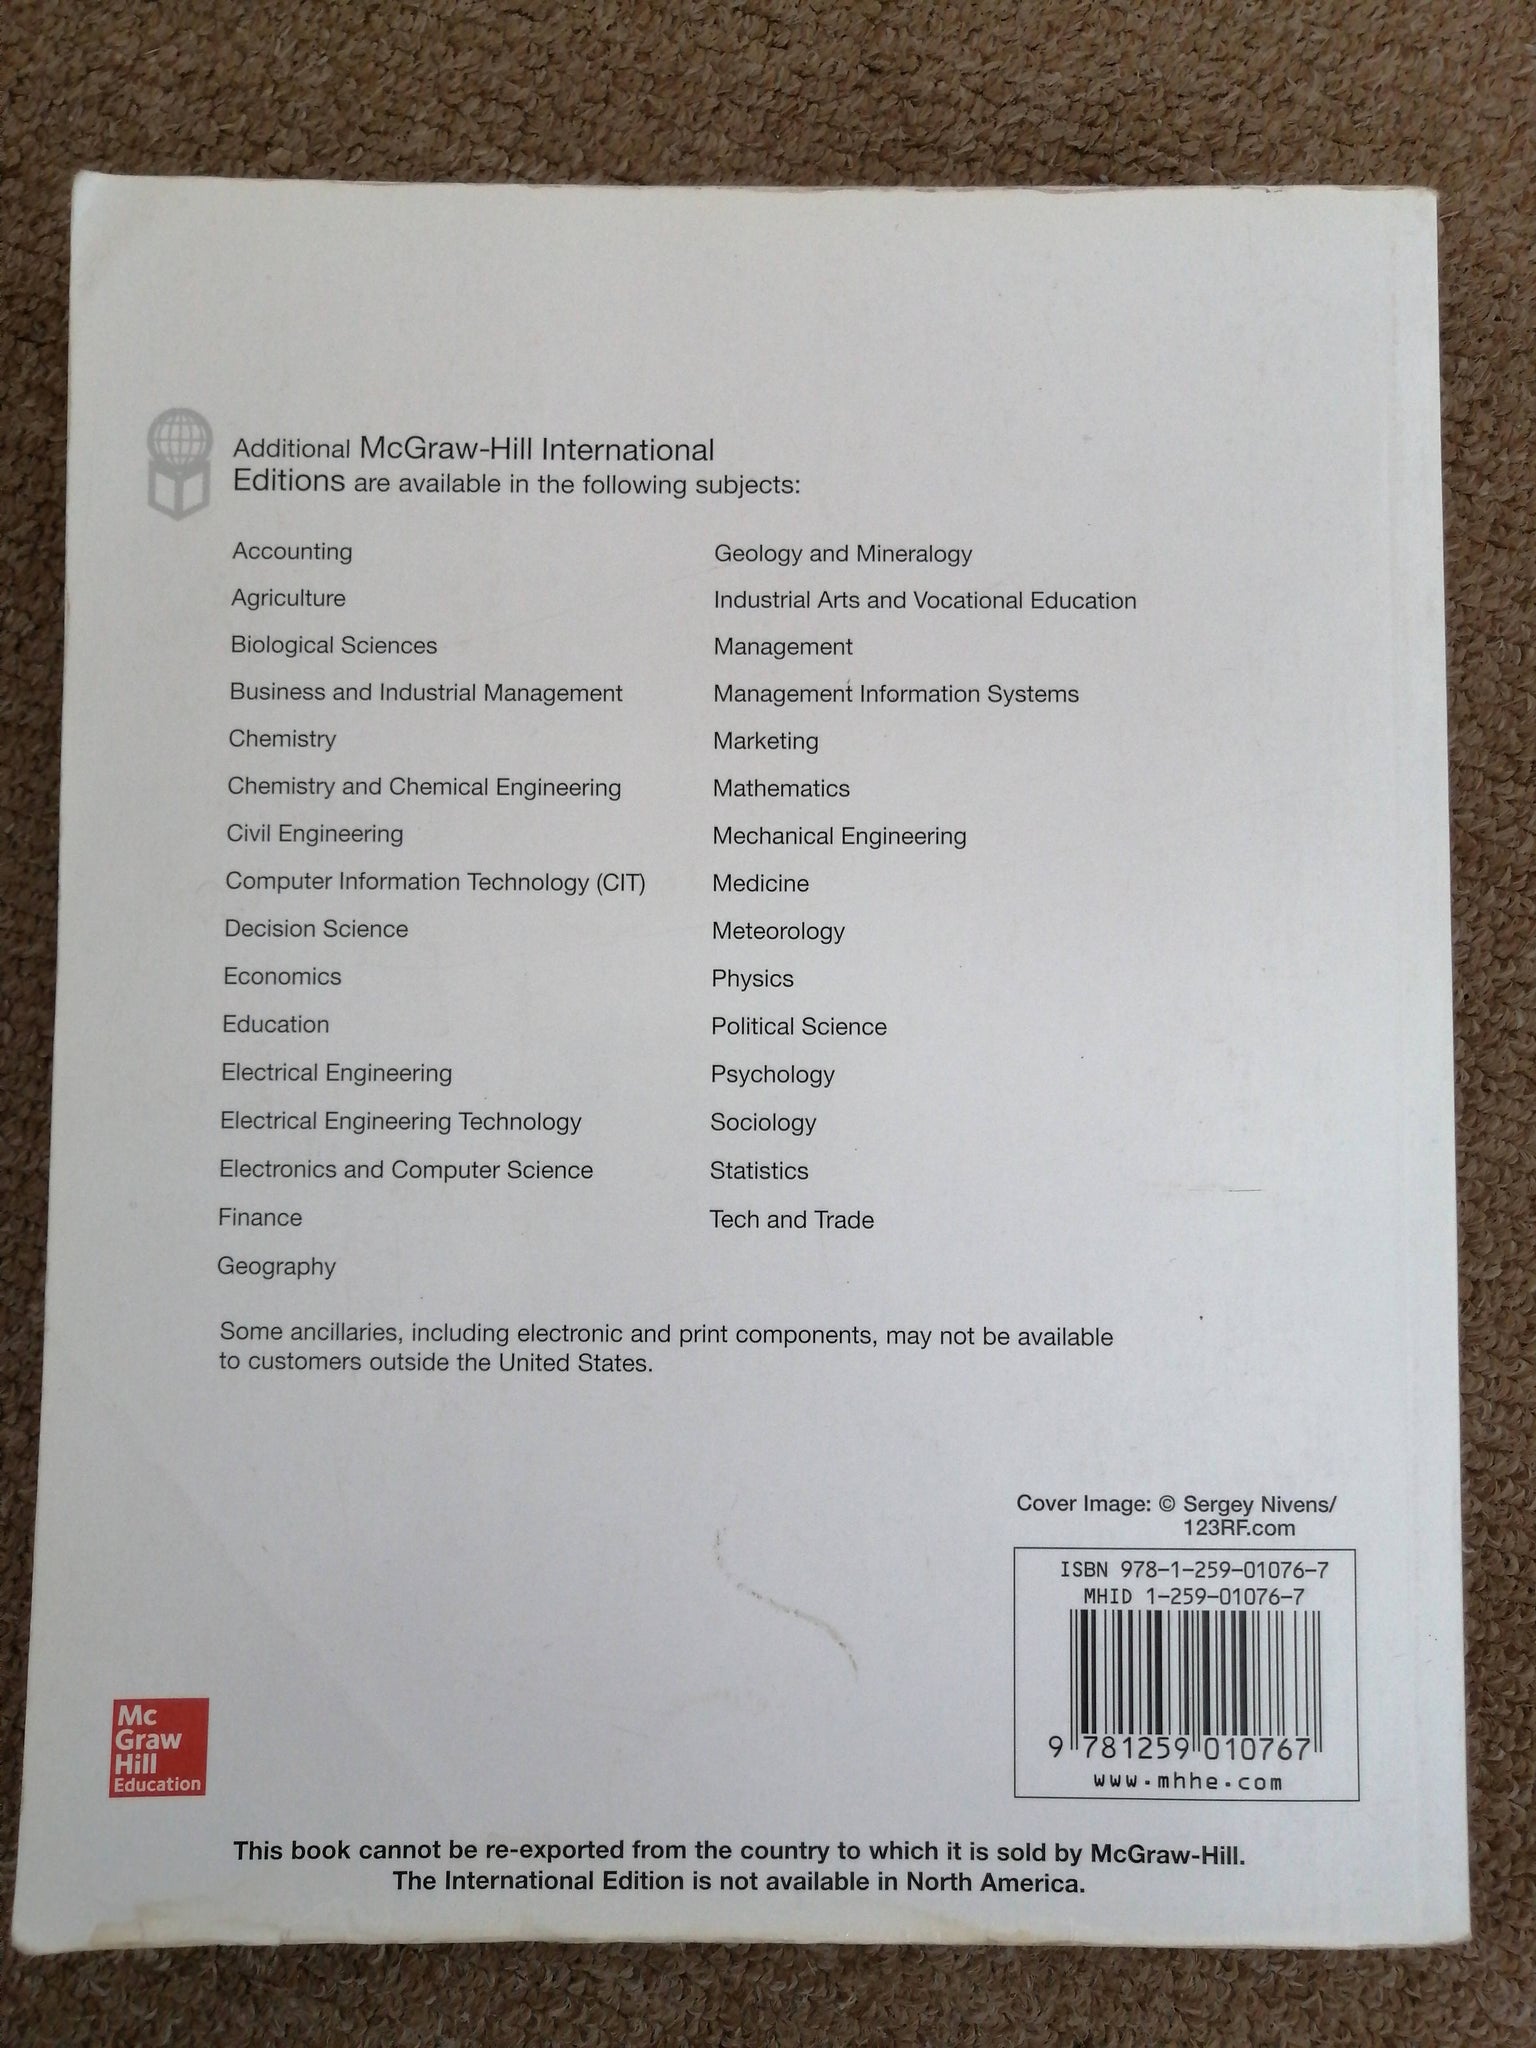 Additional McGraw-Hill International
Editions are available in the following subjects:
Accounting
Agriculture
Biological Sciences
Business and Industrial Management
Chemistry
Chemistry and Chemical Engineering
Civil Engineering
Computer Information Technology (CIT)
Decision Science
Economics
Education
Electrical Engineering
Electrical Engineering Technology
Electronics and Computer Science
Finance
Geography
Geology and Mineralogy
Industrial Arts and Vocational Education
Management
Management Information Systems
Marketing
Mathematics
Mechanical Engineering
Medicine
Meteorology
Physics
Political Science
Psychology
Sociology
Statistics
Tech and Trade
Some ancillaries, including electronic and print components, may not be available
to customers outside the United States.
Cover Image: © Sergey Nivens/
123RF.com
ISBN 978-1-259-01076-7
MHID 1-259-01076-7
9 781259 010767
www.mhhe.com
Mc
Graw
Hill
Education
This book cannot be re-exported from the country to which it is sold by McGraw-Hill.
The International Edition is not available in North America.